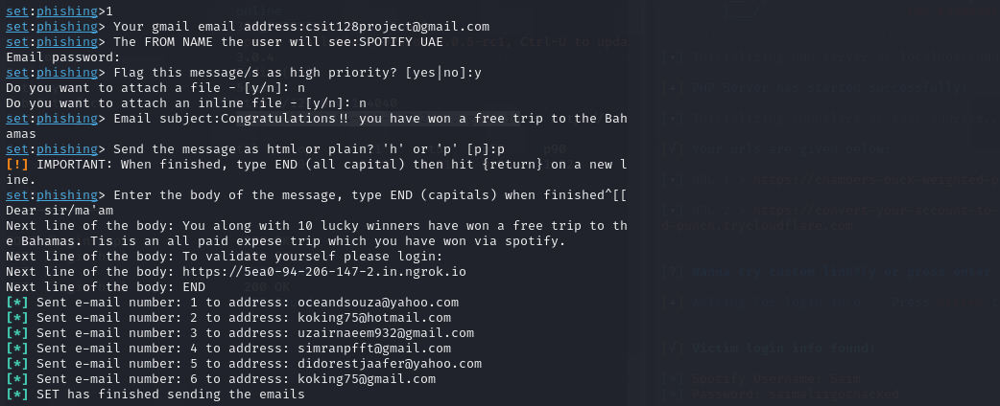 set:phishing>1
set:phishing> Your gmail email address:csit128project@gmail.com
set:phishing> The FROM NAME the user will see:SPOTIFY UAE
Email password:
set:phishing> Flag this message/s as high priority? [yes|no]:y
Do you want to attach a file - [y/n]: n
Do you want to attach an inline file - [y/n]: n
set:phishing> Email subject:Congratulations!! you have won a free trip to the Bah
amas
set:phishing> Send the message as html or plain? 'h' or 'p' [p]:p
[!] IMPORTANT: When finished, type END (all capital) then hit {return} on a new l
ine.
set:phishing> Enter the body of the message, type END (capitals) when finished^[[
Dear sir/ma'am
Next line of the body: You along with 10 lucky winners have won a free trip to th
e Bahamas. Tis is an all paid expese trip which you have won via spotify.
Next line of the body: To validate yourself please login:
Next line of the body: https://5ea0-94-206-147-2.in.ngrok.io
Next line of the body: END
[*] Sent e-mail number: 1 to address: oceandsouza@yahoo.com
[*] Sent e-mail number: 2 to address: koking75@hotmail.com
[*] Sent e-mail number: 3 to address: uzairnaeem932@gmail.com
[*] Sent e-mail number: 4 to address: simranpfft@gmail.com
[*] Sent e-mail number: 5 to address: didorestjaafer@yahoo.com
[*] Sent e-mail number: 6 to address: koking75@gmail.com
[*] SET has finished sending the emails
[√] Victim login info found!